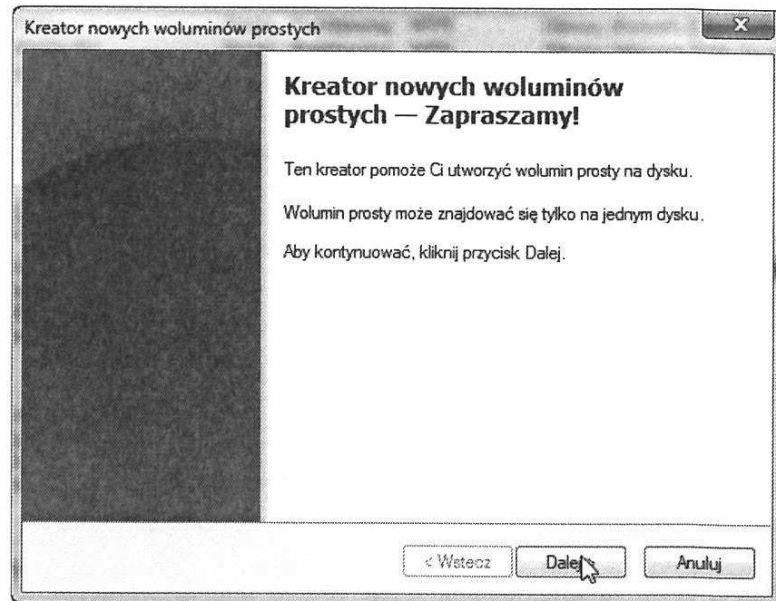 Kreator nowych woluminów prostych
Kreator nowych woluminów
prostych — Zapraszamy!
Ten kreator pomoże Ci utworzyć wolumin prosty na dysku.
Wolumin prosty może znajdować się tylko na jednym dysku.
Aby kontynuować, kliknij przycisk Dalej.
< Wstecz
Dalej
Anuluj